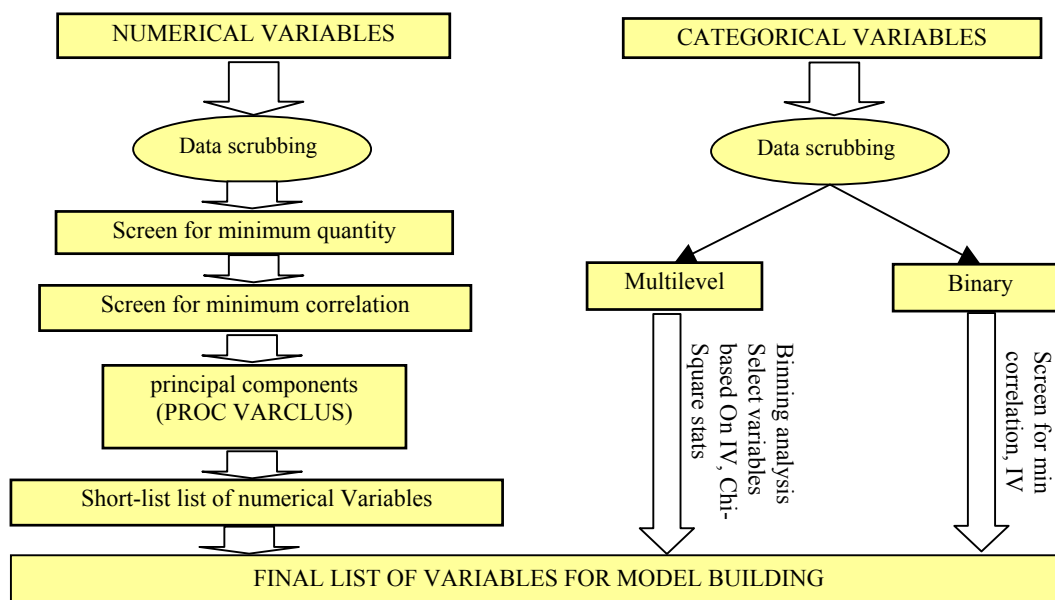 NUMERICAL VARIABLES
Data scrubbing
Screen for minimum quantity
Screen for minimum correlation
principal components
(PROC VARCLUS)
Short-list list of numerical Variables
CATEGORICAL VARIABLES
Data scrubbing
Multilevel
Binning analysis
Select variables
based On IV, Chi-
Square stats
Binary
Screen for min
correlation, IV
FINAL LIST OF VARIABLES FOR MODEL BUILDING